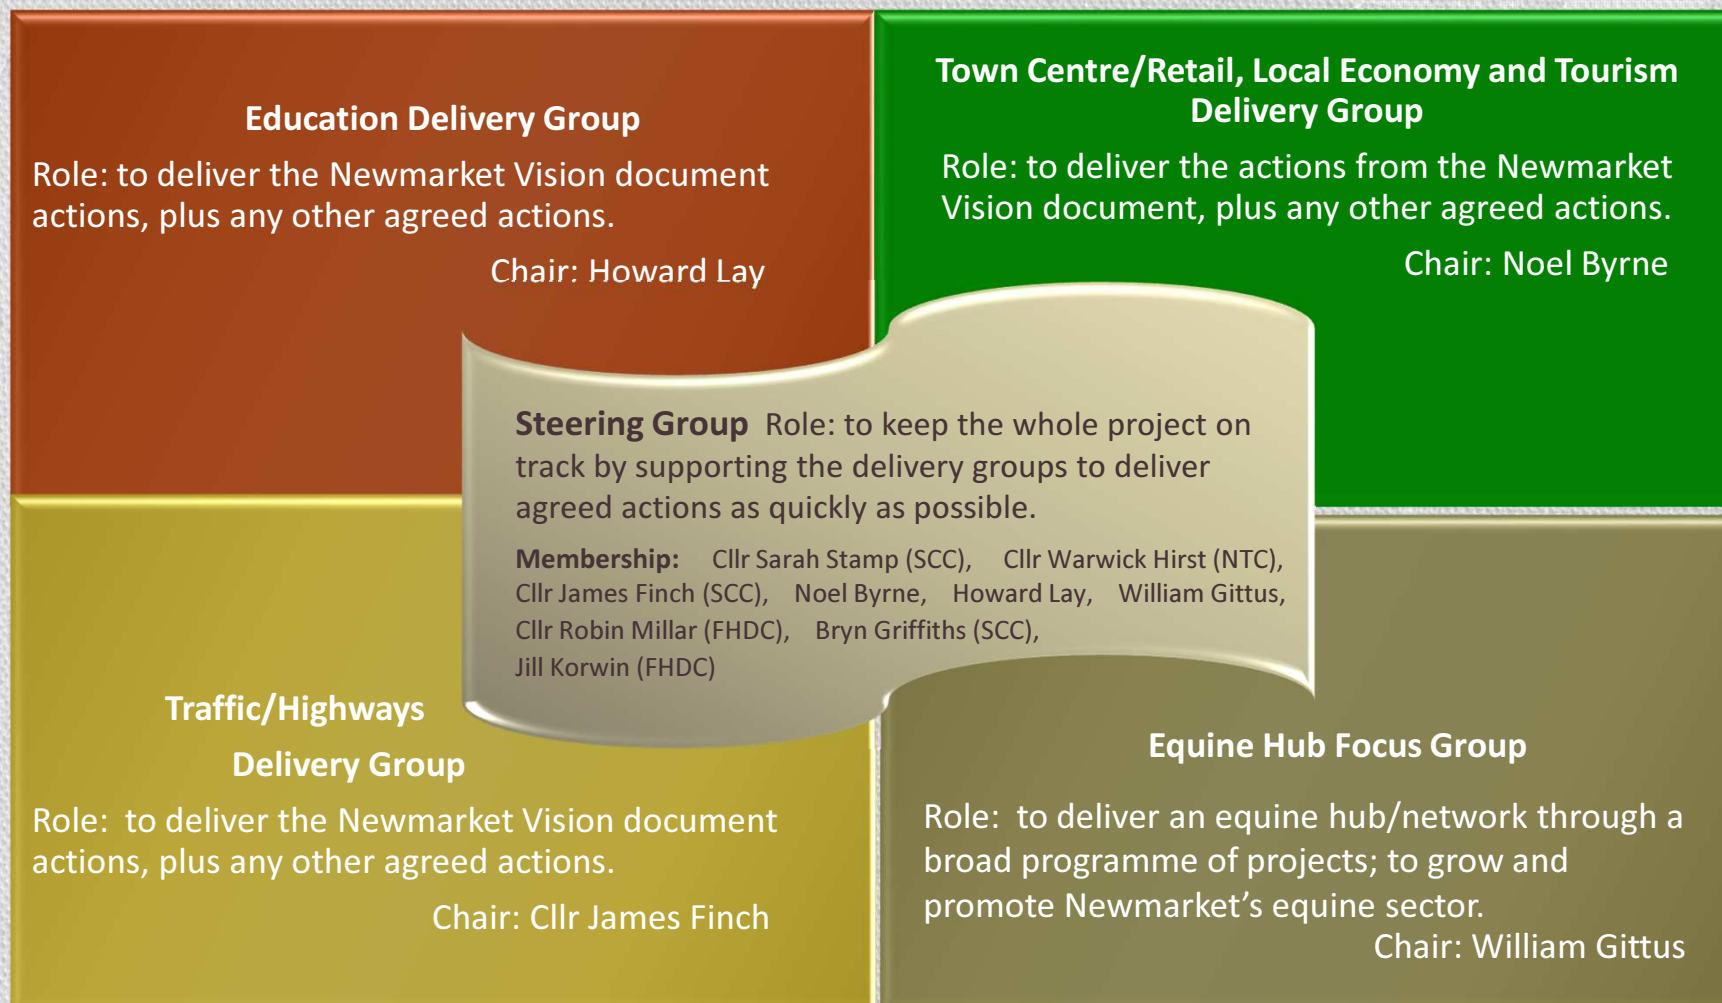 Education Delivery Group
Role: to deliver the Newmarket Vision document
actions, plus any other agreed actions.
Chair: Howard Lay
Town Centre/Retail, Local Economy and Tourism
Delivery Group
Role: to deliver the actions from the Newmarket
Vision document, plus any other agreed actions.
Chair: Noel Byrne
Steering Group Role: to keep the whole project on
track by supporting the delivery groups to deliver
agreed actions as quickly as possible.
Membership: Cllr Sarah Stamp (SCC), Cllr Warwick Hirst (NTC),
Cllr James Finch (SCC), Noel Byrne, Howard Lay, William Gittus,
Cllr Robin Millar (FHDC), Bryn Griffiths (SCC),
Jill Korwin (FHDC)
Traffic/Highways
Delivery Group
Role: to deliver the Newmarket Vision document
actions, plus any other agreed actions.
Chair: Cllr James Finch
Equine Hub Focus Group
Role: to deliver an equine hub/network through a
broad programme of projects; to grow and
promote Newmarket’s equine sector.
Chair: William Gittus